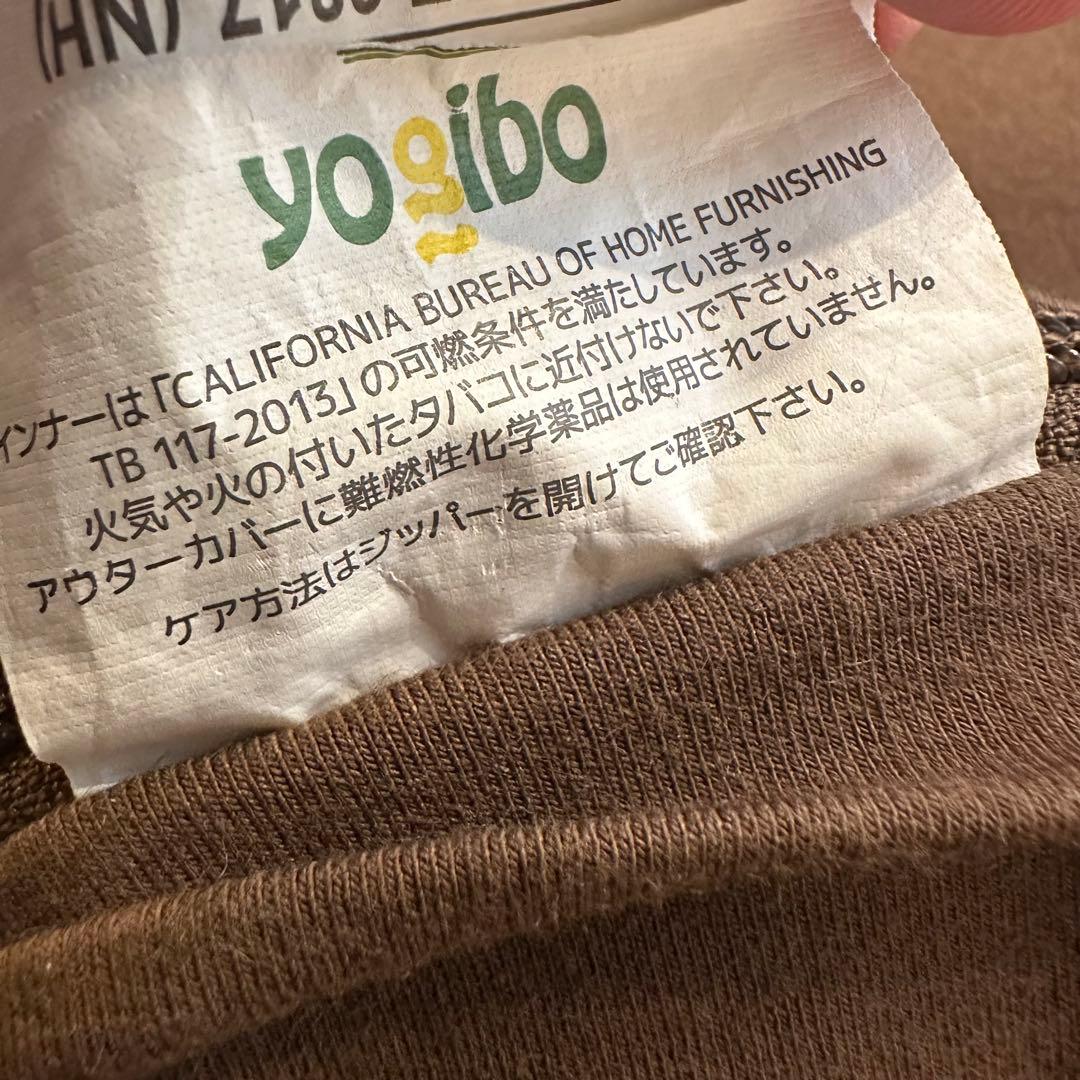 yogibo
インナーは「CALIFORNIA BUREAU OF HOME FURNISHING
TB 117-2013」の可燃条件を満たしています。
火気や火の付いたタバコに近付けないで下さい。
アウターカバーに難燃性化学薬品は使用されていません。
ケア方法はジッパーを開けてご確認下さい。